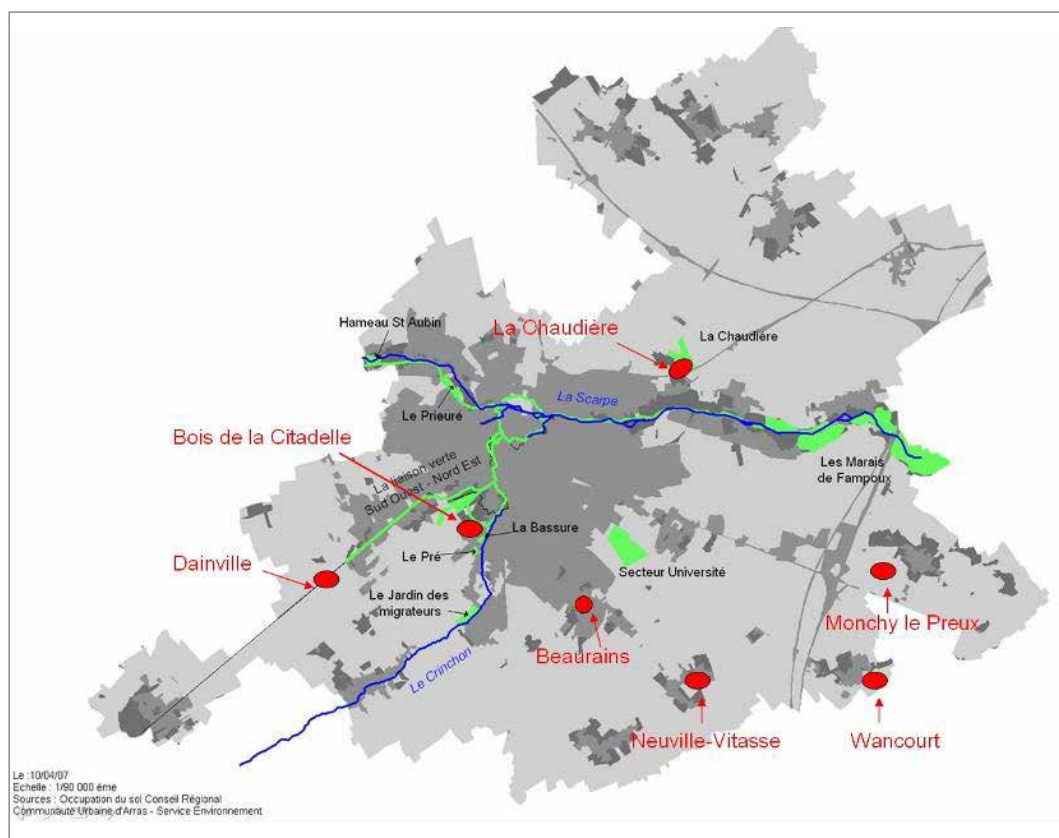 Hameau St Aubin
La Chaudière
La Chaudière
Le Prieuré
La Scarpe
Bois de la Citadelle
La liaison verte
Sud Ouest - Nord Est
Les Marais
de Fampoux
La Bassure
Le Pré
Secteur Université
Dainville
Le Jardin des
migrateurs
Monchy le Preux
Beaurains
Le Crinchon
Neuville-Vitasse
Wancourt
Le :10/04/07
Echelle : 1/90 000 ème
Sources : Occupation du sol Conseil Régional
Communauté Urbaine d'Arras - Service Environnement